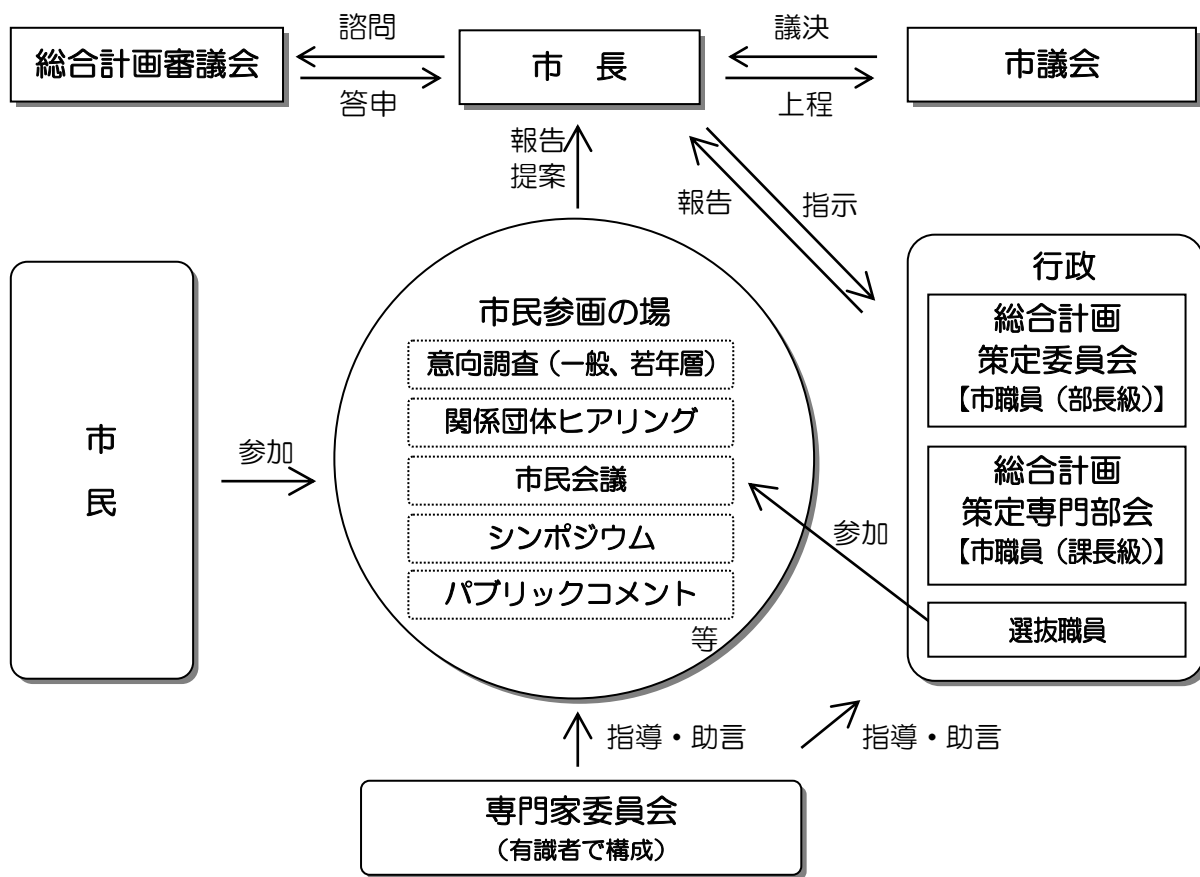 諮問
議決
総合計画審議会
市 長
市議会
答申
上程
報告
提案
報告
指示
市民
参加
市民参画の場
意向調査（一般、若年層）
関係団体ヒアリング
市民会議
シンポジウム
パブリックコメント
等
行政
総合計画
策定委員会
【市職員（部長級）】
総合計画
策定専門部会
【市職員（課長級）】
選抜職員
参加
指導・助言
指導・助言
専門家委員会
（有識者で構成）